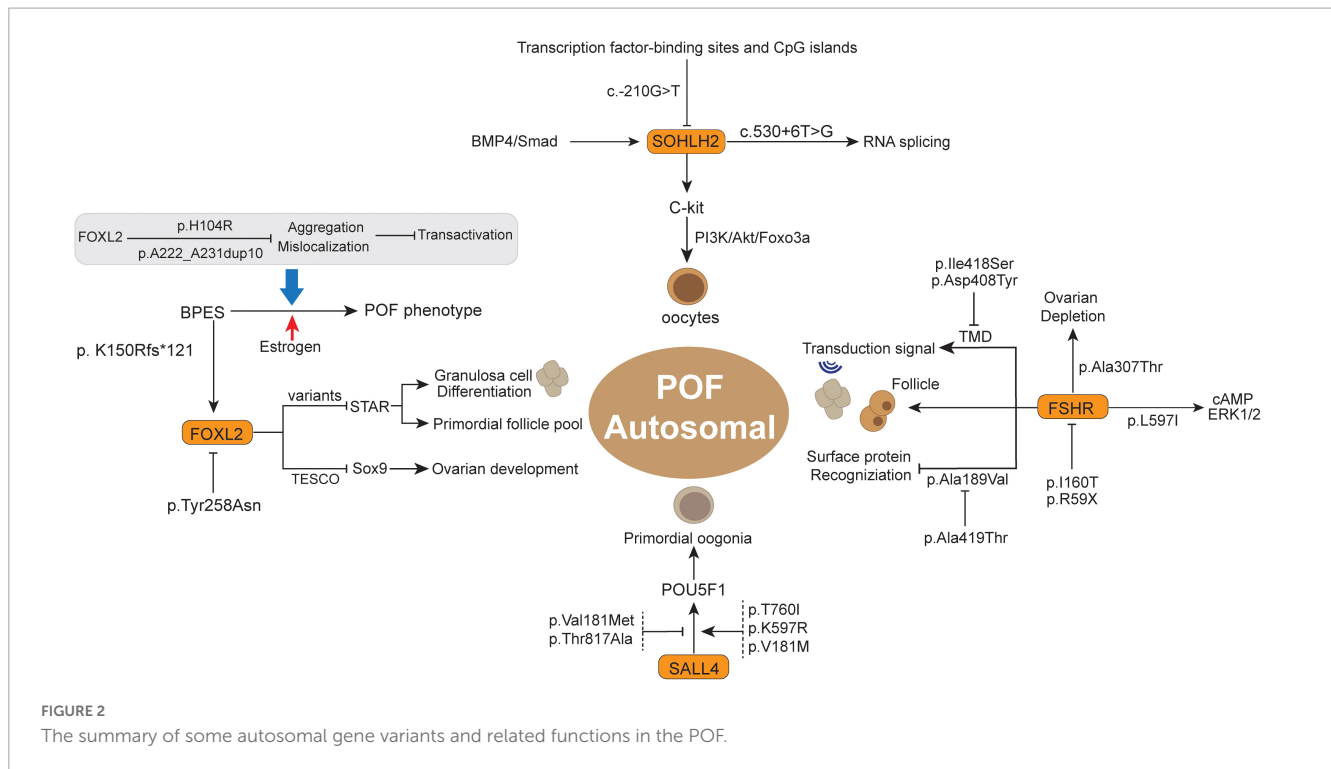 Transcription factor-binding sites and CpG islands
c.-210G>T
BMP4/Smad
SOHLH2
c.530+6T>G
RNA splicing
C-kit
PI3K/Akt/Foxo3a
oocytes
FOXL2
p.H104R
p.A222_A231dup10
Aggregation
Mislocalization
Transactivation
BPES
POF phenotype
Estrogen
p. K150Rfs*121
FOXL2
p.Tyr258Asn
variants
STAR
Granulosa cell
Differentiation
Primordial follicle pool
TESCO
Sox9
Ovarian development
POF
Autosomal
p.Ile418Ser
p.Asp408Tyr
TMD
Transduction signal
Follicle
Surface protein
Recogniziation
p.Ala189Val
p.Ala419Thr
Ovarian
Depletion
p.Ala307Thr
FSHR
p.L597I
cAMP
ERK1/2
p.I160T
p.R59X
Primordial oogonia
POU5F1
p.Val181Met
p.Thr817Ala
p.T760I
p.K597R
p.V181M
SALL4
FIGURE 2
The summary of some autosomal gene variants and related functions in the POF.